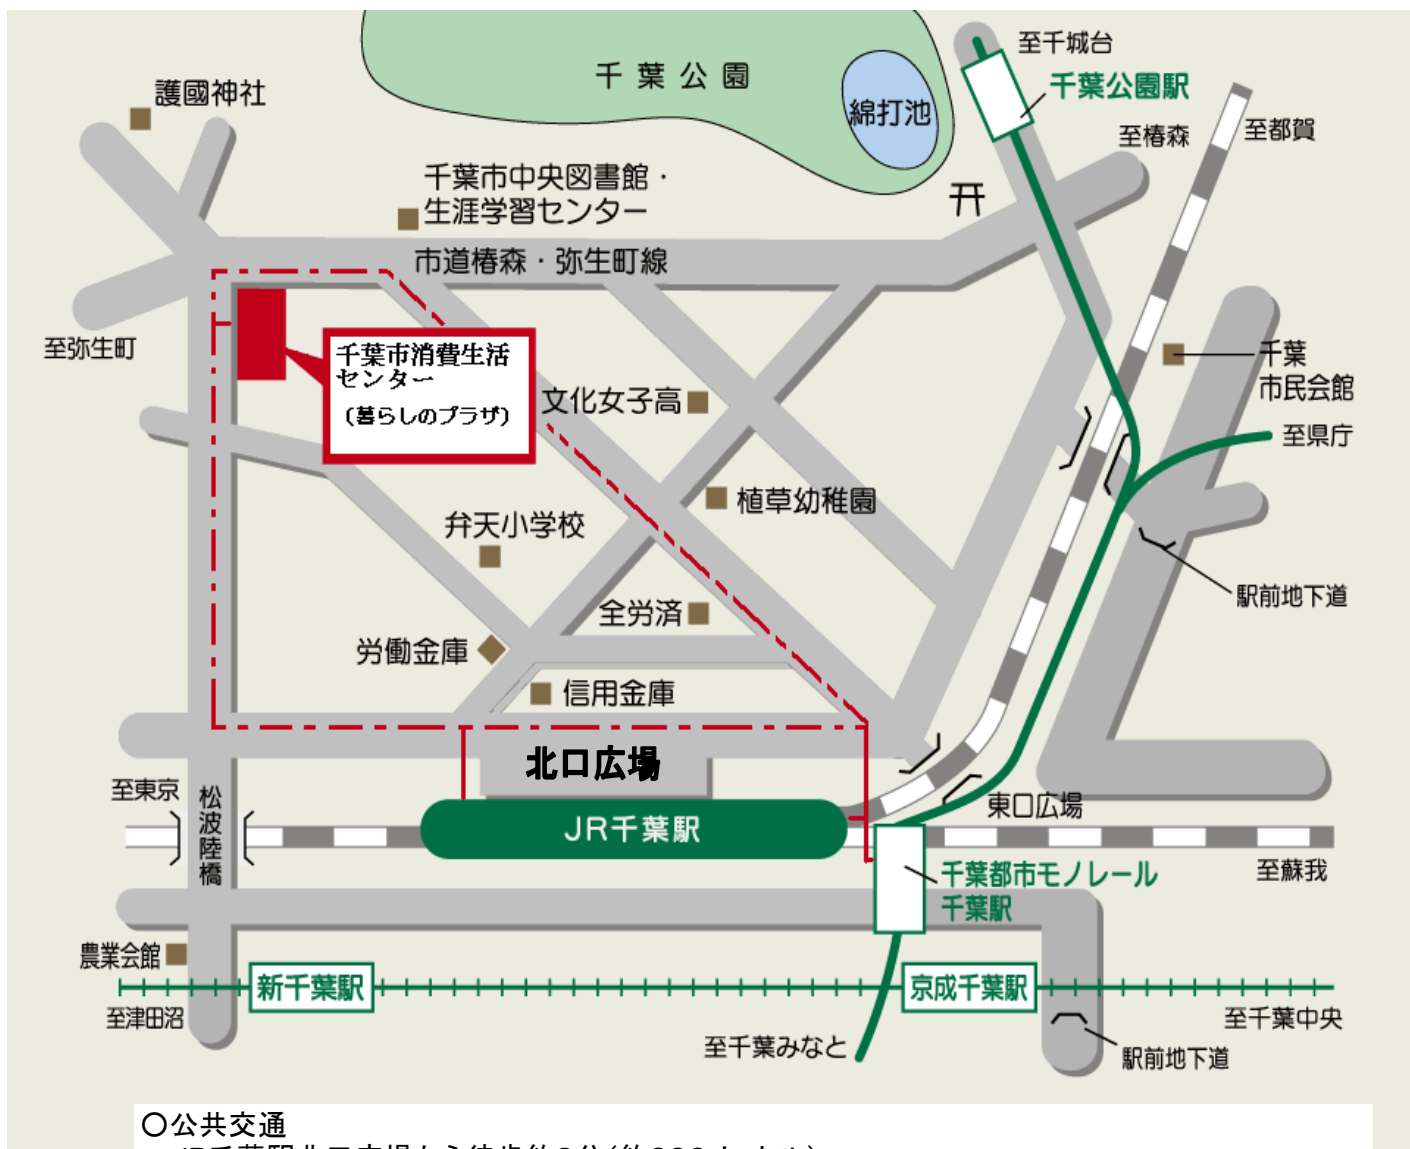 千葉公園
至千城台
千葉公園駅
護國神社
綿打池
至椿森
至都賀
千葉市中央図書館・
生涯学習センター
市道椿森・弥生町線
至弥生町
千葉市消費生活
センター
（暮らしのプラザ）
千葉
市民会館
文化女子高
至県庁
植草幼稚園
弁天小学校
駅前地下道
全労済
労働金庫
信用金庫
北口広場
至東京
松波陸橋
東口広場
JR千葉駅
至蘇我
千葉都市モノレール
千葉駅
農業会館
新千葉駅
京成千葉駅
至津田沼
至千葉中央
至千葉みなと
駅前地下道
〇公共交通